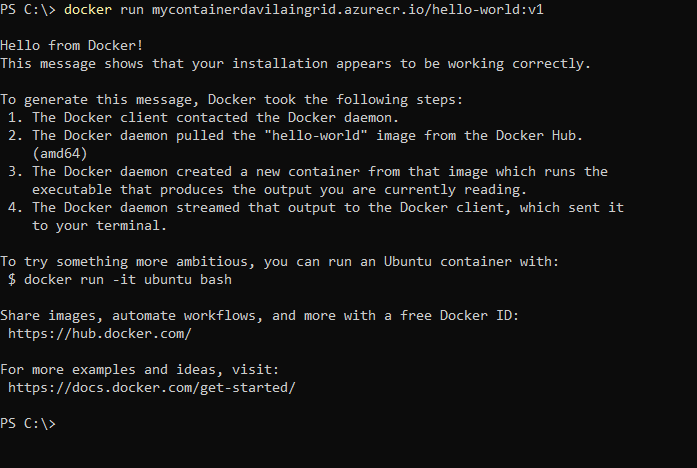 PS C:\> docker run mycontainerdavilaingrid.azurecr.io/hello-world:v1
Hello from Docker!
This message shows that your installation appears to be working correctly.
To generate this message, Docker took the following steps:
1. The Docker client contacted the Docker daemon.
2. The Docker daemon pulled the "hello-world" image from the Docker Hub.
(amd64)
3. The Docker daemon created a new container from that image which runs the
executable that produces the output you are currently reading.
4. The Docker daemon streamed that output to the Docker client, which sent it
to your terminal.
To try something more ambitious, you can run an Ubuntu container with:
$ docker run -it ubuntu bash
Share images, automate workflows, and more with a free Docker ID:
https://hub.docker.com/
For more examples and ideas, visit:
https://docs.docker.com/get-started/
PS C:\>